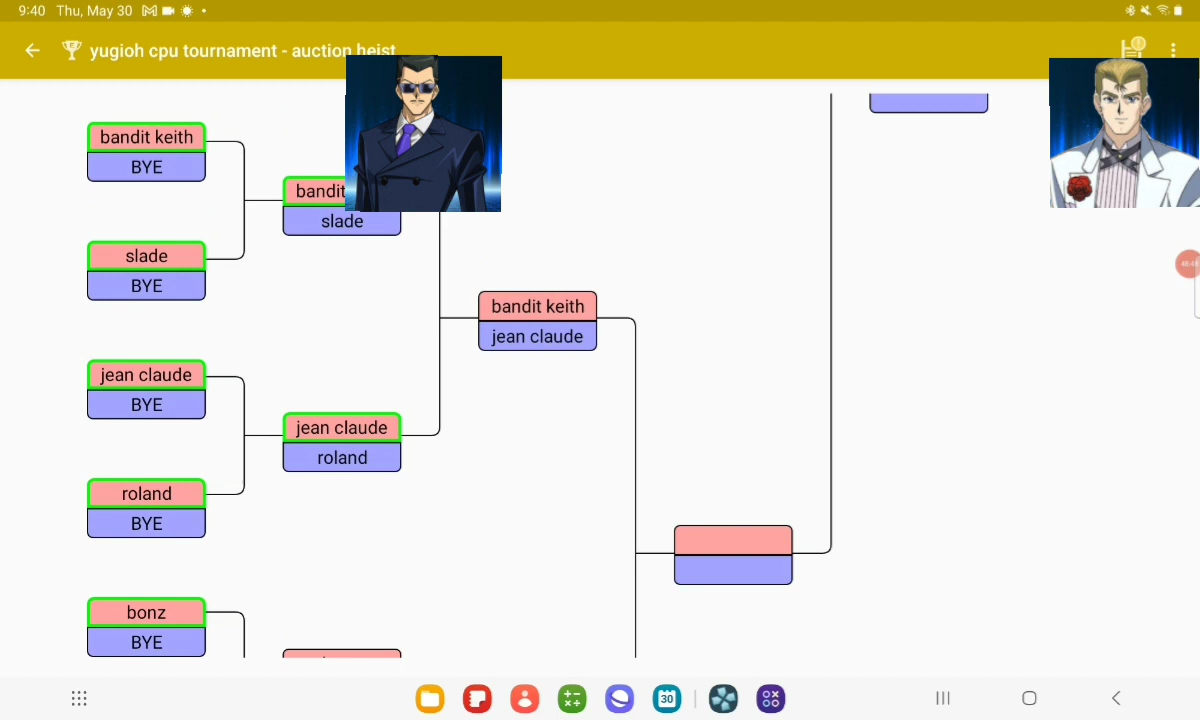 9:40 Thu, May 30
yugioh cpu tournament - auction heist
bandit keith
BYE
bandit
slade
slade
BYE
bandit keith
jean claude
jean claude
BYE
jean claude
roland
roland
BYE
bonz
BYE
30